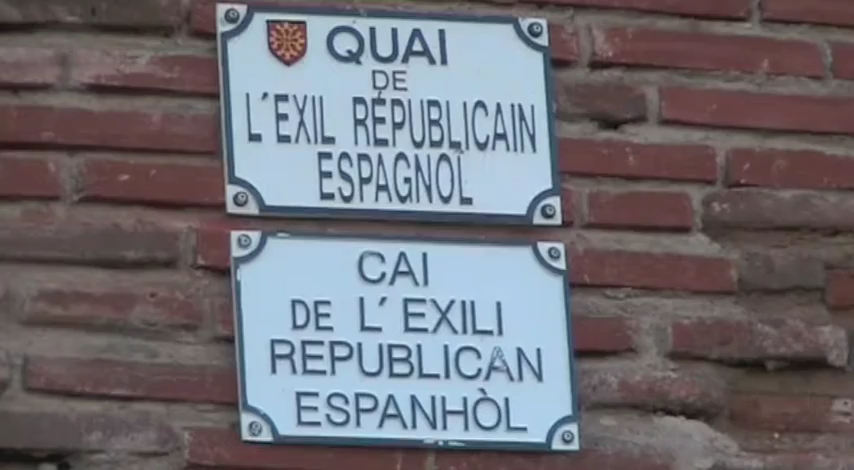 QUAI
DE
L'EXIL RÉPUBLICAIN
ESPAGNOL
CAI
DE L'EXILI
REPUBLICAN
ESPANHÒL